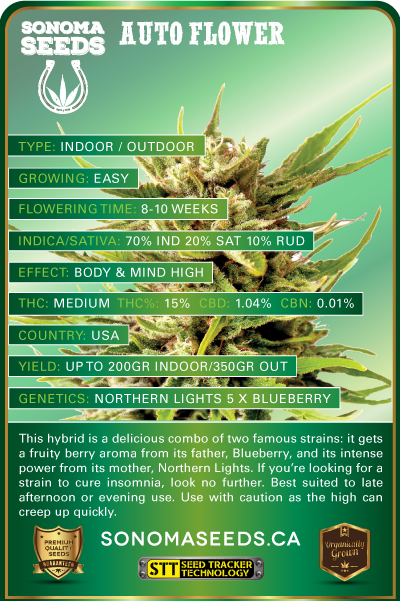 SONOMA
SEEDS
AUTO FLOWER
TYPE: INDOOR / OUTDOOR
GROWING: EASY
FLOWERING TIME: 8-10 WEEKS
INDICA/SATIVA: 70% IND 20% SAT 10% RUD
EFFECT: BODY & MIND HIGH
THC: MEDIUM THC%: 15% CBD: 1.04% CBN: 0.01%
COUNTRY: USA
YIELD: UP TO 200GR INDOOR/350GR OUT
GENETICS: NORTHERN LIGHTS 5 X BLUEBERRY
This hybrid is a delicious combo of two famous strains: it gets
a fruity berry aroma from its father, Blueberry, and its intense
power from its mother, Northern Lights. If you're looking for a
strain to cure insomnia, look no further. Best suited to late
afternoon or evening use. Use with caution as the high can
creep up quickly.
PREMIUM
QUALITY
SEEDS
GUARANTEED
SONOMASEEDS.CA
STT SEED TRACKER
TECHNOLOGY
Organically
Grown